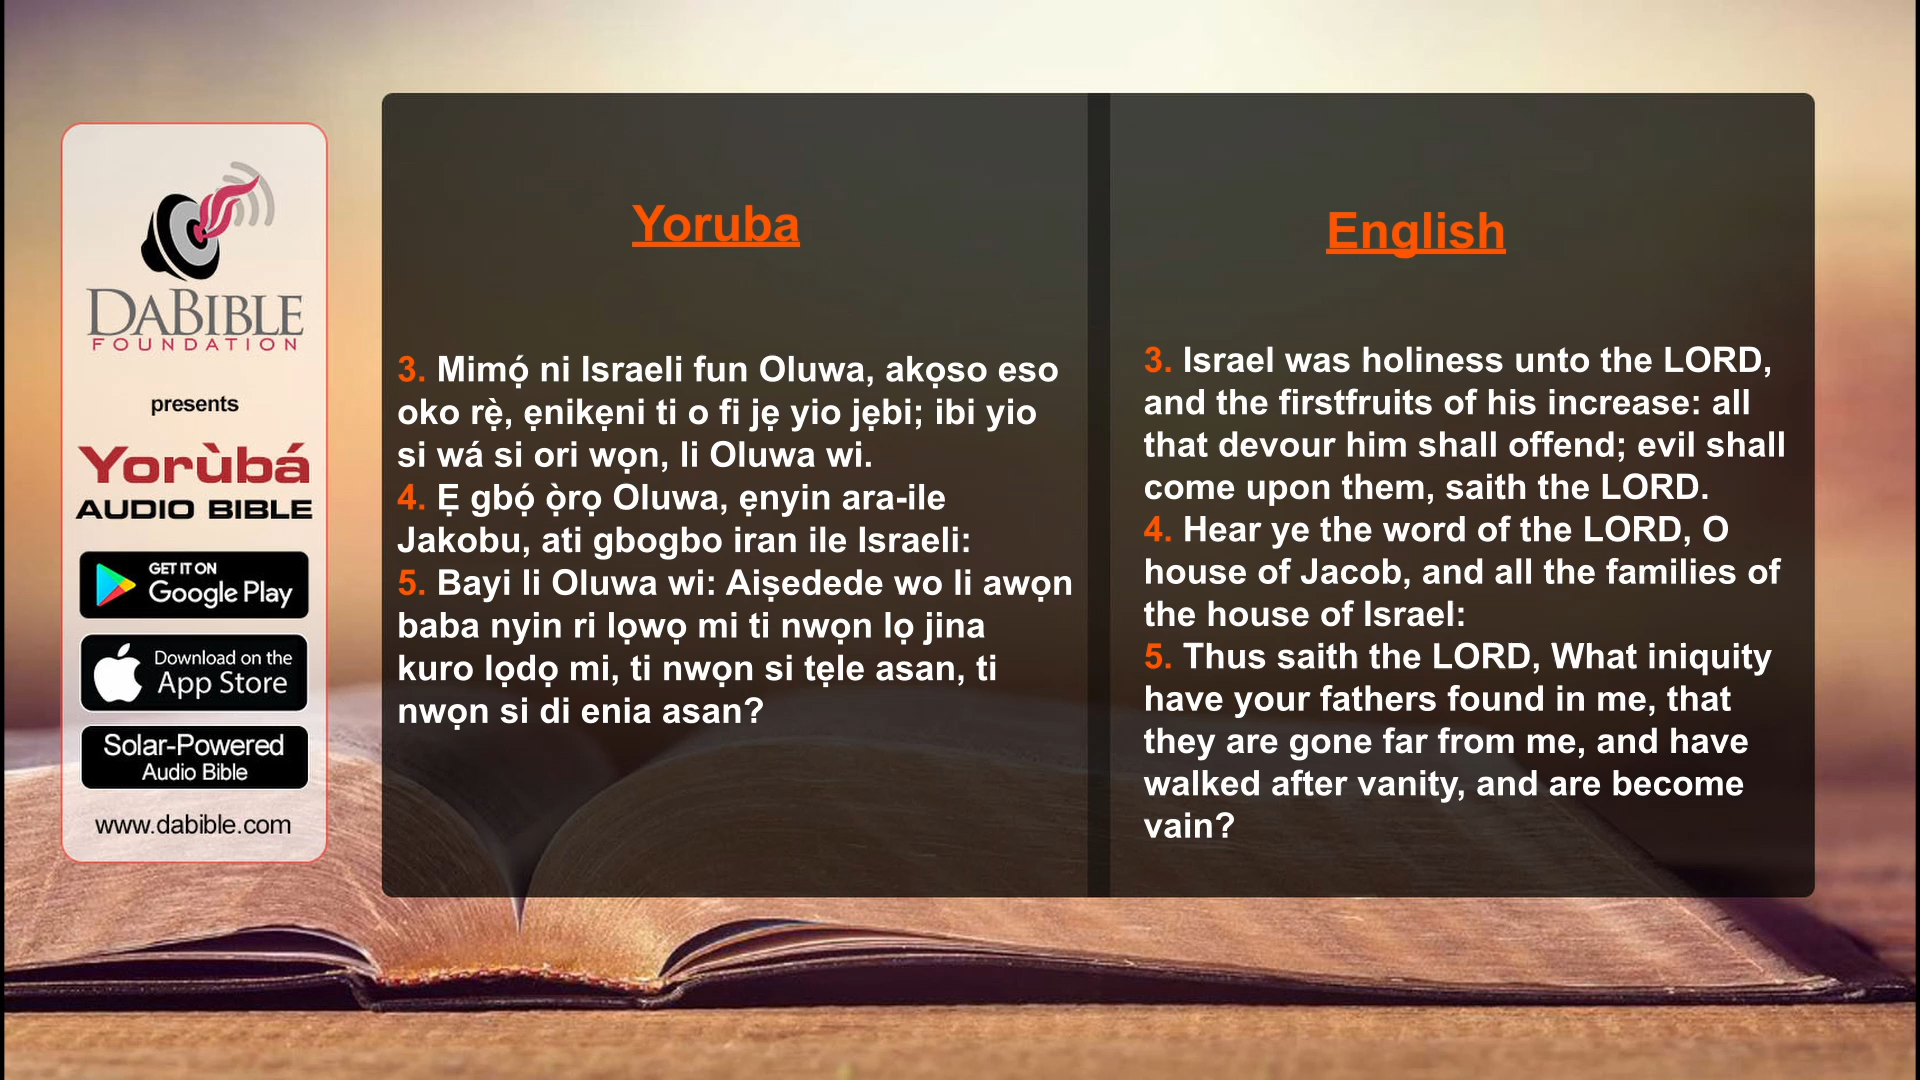 DABIBLE
FOUNDATION
presents
Yorùbá
AUDIO BIBLE
GET IT ON
Google Play
Download on the
App Store
Solar-Powered
Audio Bible
www.dabible.com
Yoruba
3. Mimọ́ ni Israeli fun Oluwa, akọso eso
oko rẹ̀, ẹnikẹni ti o fi jẹ yio jẹbi; ibi yio
si wá si ori wọn, li Oluwa wi.
4. Ẹ gbọ́ ọ̀rọ Oluwa, ẹnyin ara-ile
Jakobu, ati gbogbo iran ile Israeli:
5. Bayi li Oluwa wi: Aiṣedede wo li awọn
baba nyin ri lọwọ mi ti nwọn lọ jina
kuro lọdọ mi, ti nwọn si tẹle asan, ti
nwọn si di enia asan?
English
3. Israel was holiness unto the LORD,
and the firstfruits of his increase: all
that devour him shall offend; evil shall
come upon them, saith the LORD.
4. Hear ye the word of the LORD, O
house of Jacob, and all the families of
the house of Israel:
5. Thus saith the LORD, What iniquity
have your fathers found in me, that
they are gone far from me, and have
walked after vanity, and are become
vain?